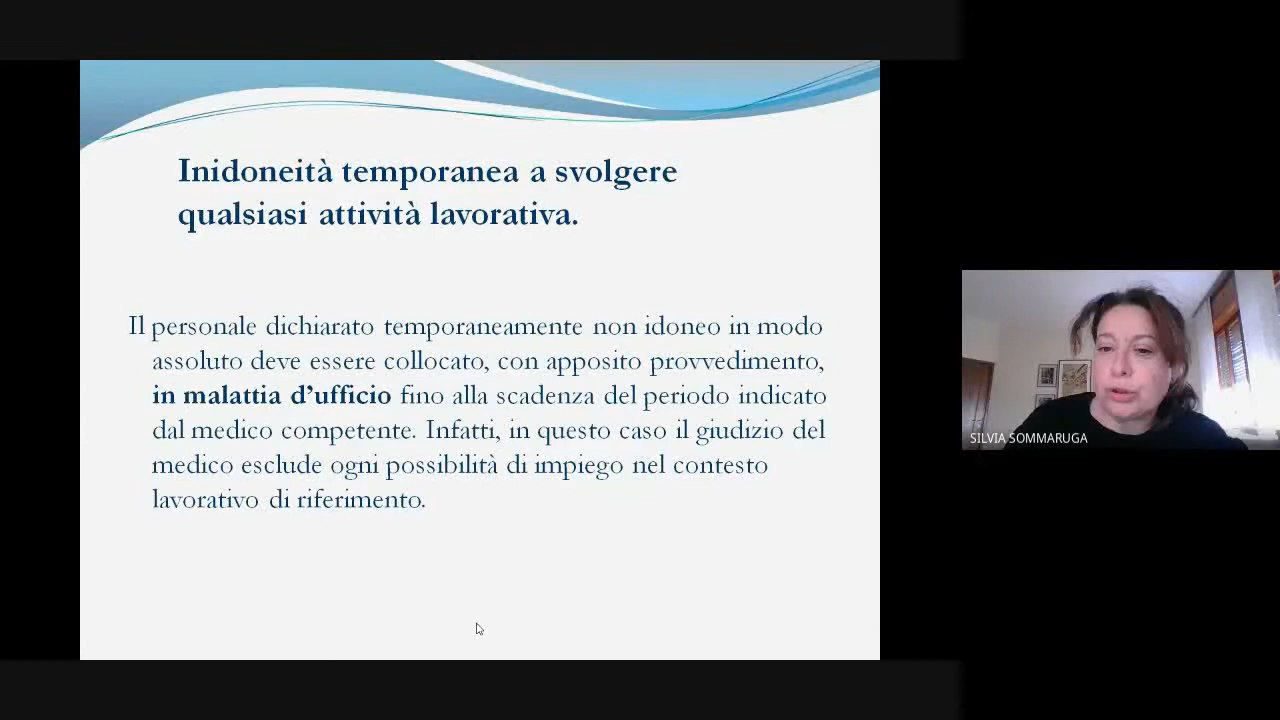 Inidoneità temporanea a svolgere
qualsiasi attività lavorativa.
Il personale dichiarato temporaneamente non idoneo in modo
assoluto deve essere collocato, con apposito provvedimento,
in malattia d'ufficio fino alla scadenza del periodo indicato
dal medico competente. Infatti, in questo caso il giudizio del
medico esclude ogni possibilità di impiego nel contesto
lavorativo di riferimento.
SILVIA SOMMARUGA